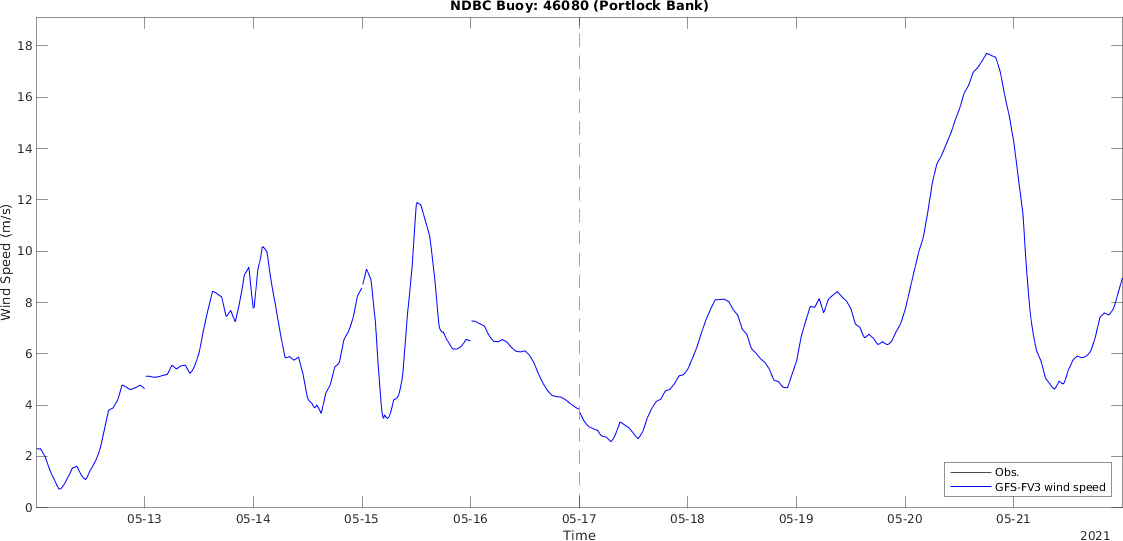 NDBC Buoy: 46080 (Portlock Bank)
18
16
14
12
10
8
6
4
2
0
Wind Speed (m/s)
05-13 05-14 05-15 05-16 05-17 05-18 05-19 05-20 05-21
Time
2021
Obs.
GFS-FV3 wind speed